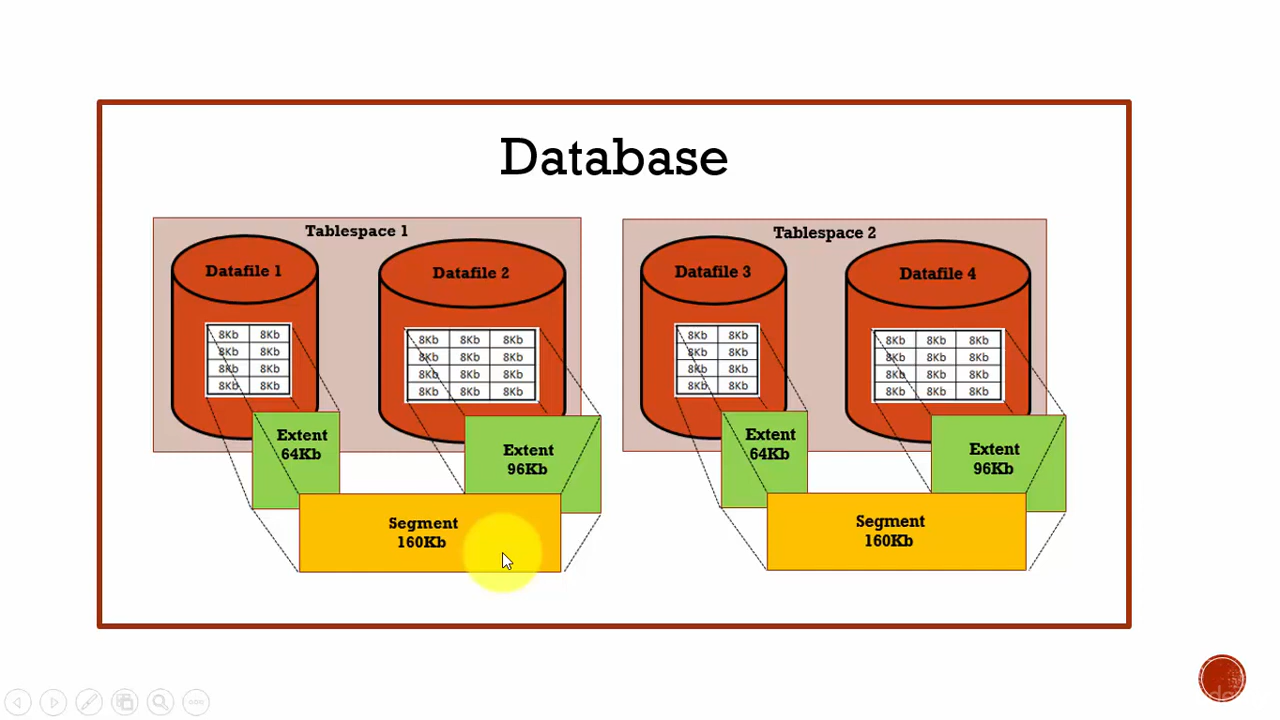 Database
Tablespace 1
Datafile 1
Datafile 2
8Kb 8Kb
8Kb 8Kb
8Kb 8Kb
8Kb 8Kb
8Kb 8Kb 8Kb
8Kb 8Kb 8Kb
8Kb 8Kb 8Kb
8Kb 8Kb 8Kb
Extent
64Kb
Extent
96Kb
Segment
160Kb
Tablespace 2
Datafile 3
Datafile 4
8Kb 8Kb
8Kb 8Kb
8Kb 8Kb
8Kb 8Kb
8Kb 8Kb 8Kb
8Kb 8Kb 8Kb
8Kb 8Kb 8Kb
8Kb 8Kb 8Kb
Extent
64Kb
Extent
96Kb
Segment
160Kb